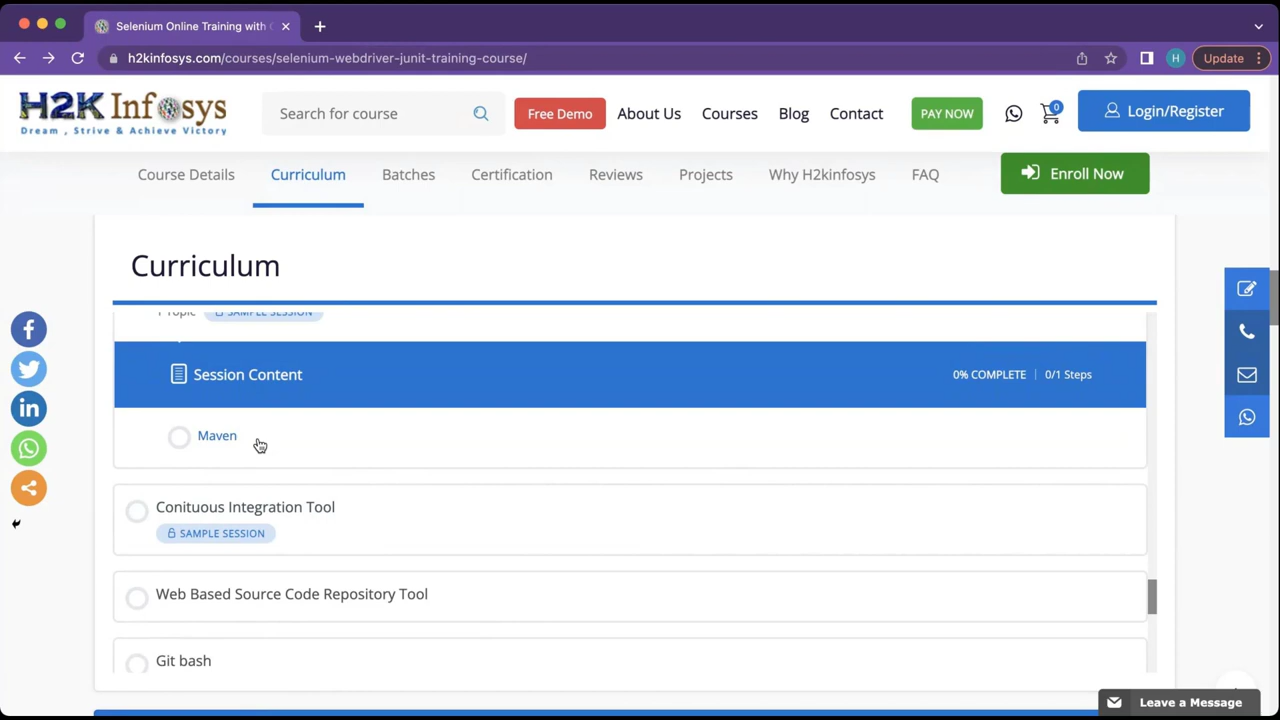 Selenium Online Training with
h2kinfosys.com/courses/selenium-webdriver-junit-training-course/
H
Update
H2K Infosys
Dream , Strive & Achieve Victory
Search for course
Free Demo
About Us
Courses
Blog
Contact
PAY NOW
0
Login/Register
Course Details
Curriculum
Batches
Certification
Reviews
Projects
Why H2kinfosys
FAQ
Enroll Now
Curriculum
1 Topic
SAMPLE SESSION
Session Content
0% COMPLETE
0/1 Steps
Maven
Conituous Integration Tool
SAMPLE SESSION
Web Based Source Code Repository Tool
Git bash
Leave a Message